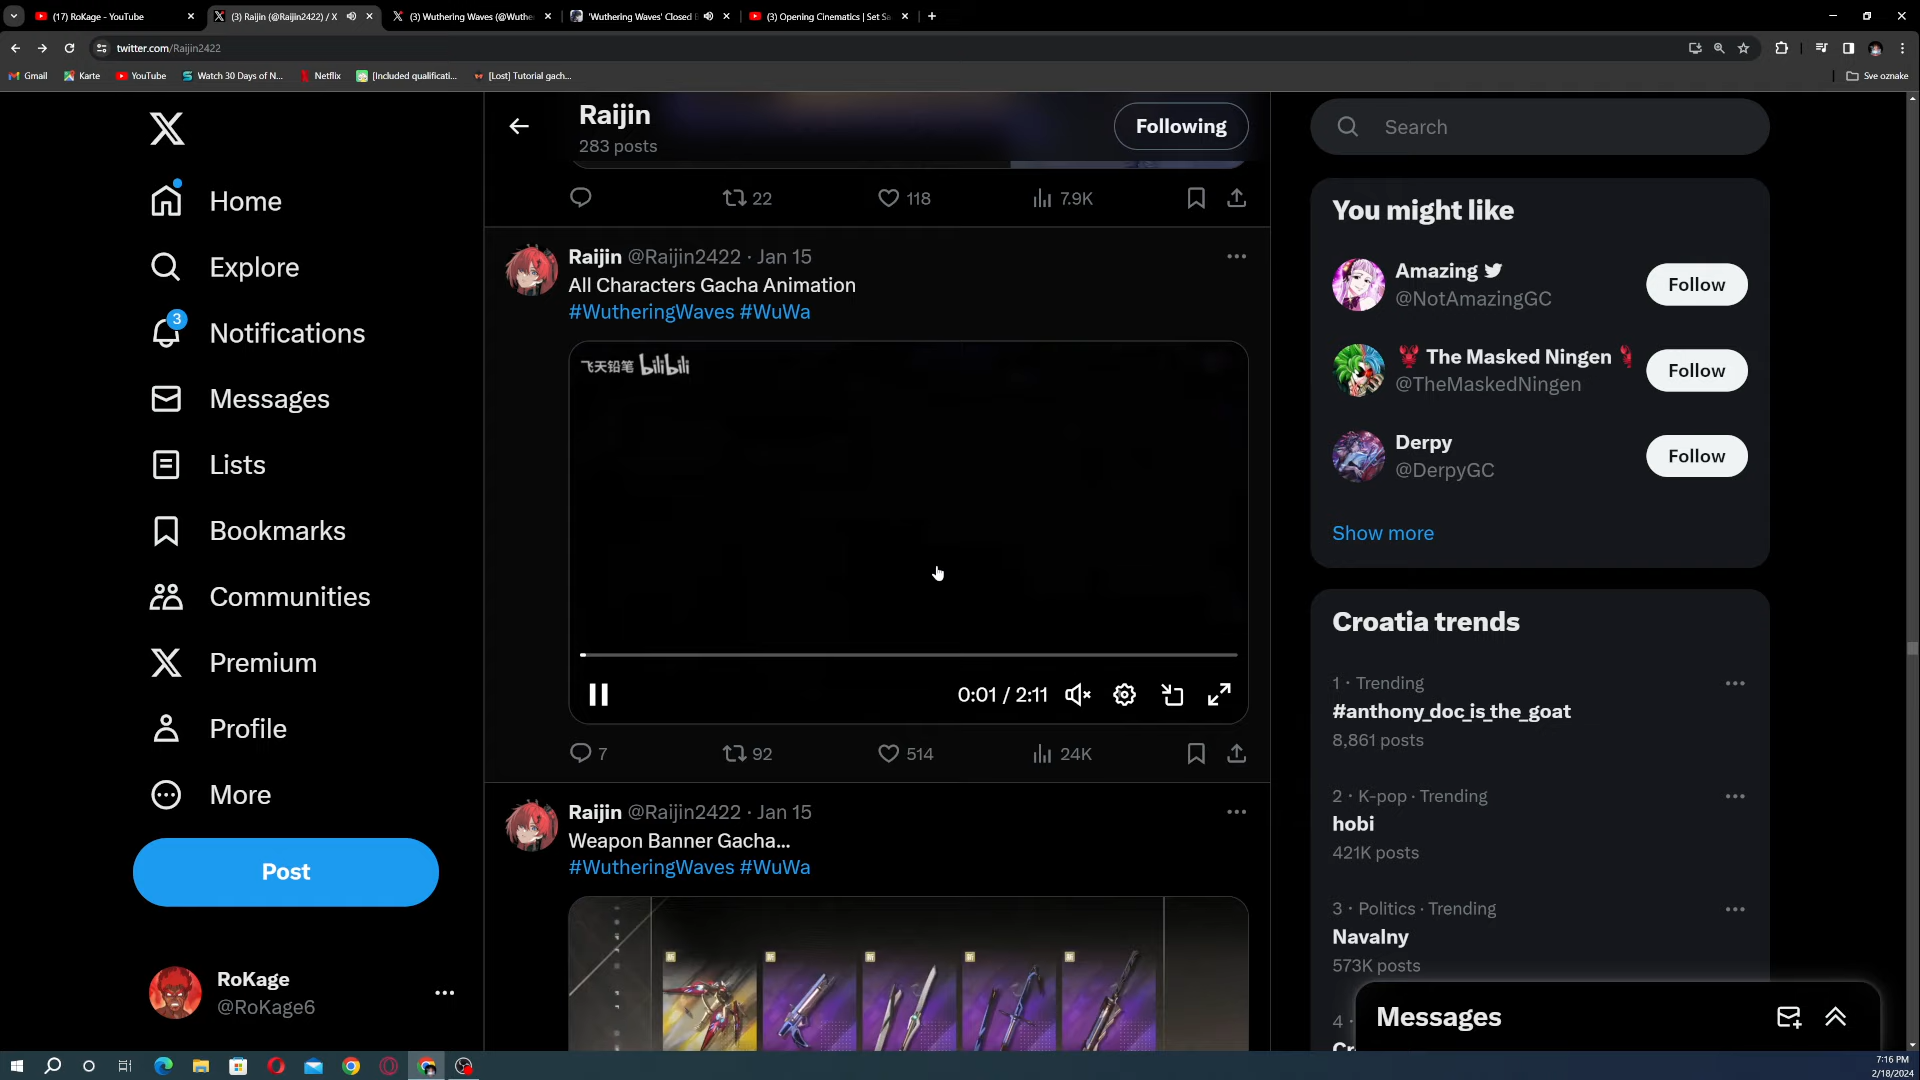 (17) RoKage - YouTube
(3) Raijin (@Raijin2422) / X
(3) Wuthering Waves (@Wuthe
'Wuthering Waves' Closed
(3) Opening Cinematics | Set Sa
twitter.com/Raijin2422
Gmail
Karte
YouTube
Watch 30 Days of N...
Netflix
[Included qualificati...
[Lost] Tutorial gach...
Sve oznake
Raijin
283 posts
Following
22
118
7.9K
Home
Explore
3
Notifications
Messages
Lists
Bookmarks
Communities
Premium
Profile
More
Post
RoKage
@RoKage6
Raijin @Raijin2422 · Jan 15
All Characters Gacha Animation
#WutheringWaves #WuWa
飞天铅笔 bilibili
0:01 / 2:11
7
92
514
24K
Raijin @Raijin2422 · Jan 15
Weapon Banner Gacha...
#WutheringWaves #WuWa
Search
You might like
Amazing
@NotAmazingGC
Follow
The Masked Ningen
@TheMaskedNingen
Follow
Derpy
@DerpyGC
Follow
Show more
Croatia trends
1 · Trending
#anthony_doc_is_the_goat
8,861 posts
2 · K-pop · Trending
hobi
421K posts
3 · Politics · Trending
Navalny
573K posts
4 ·
Cr
Messages
7:16 PM
2/18/2024